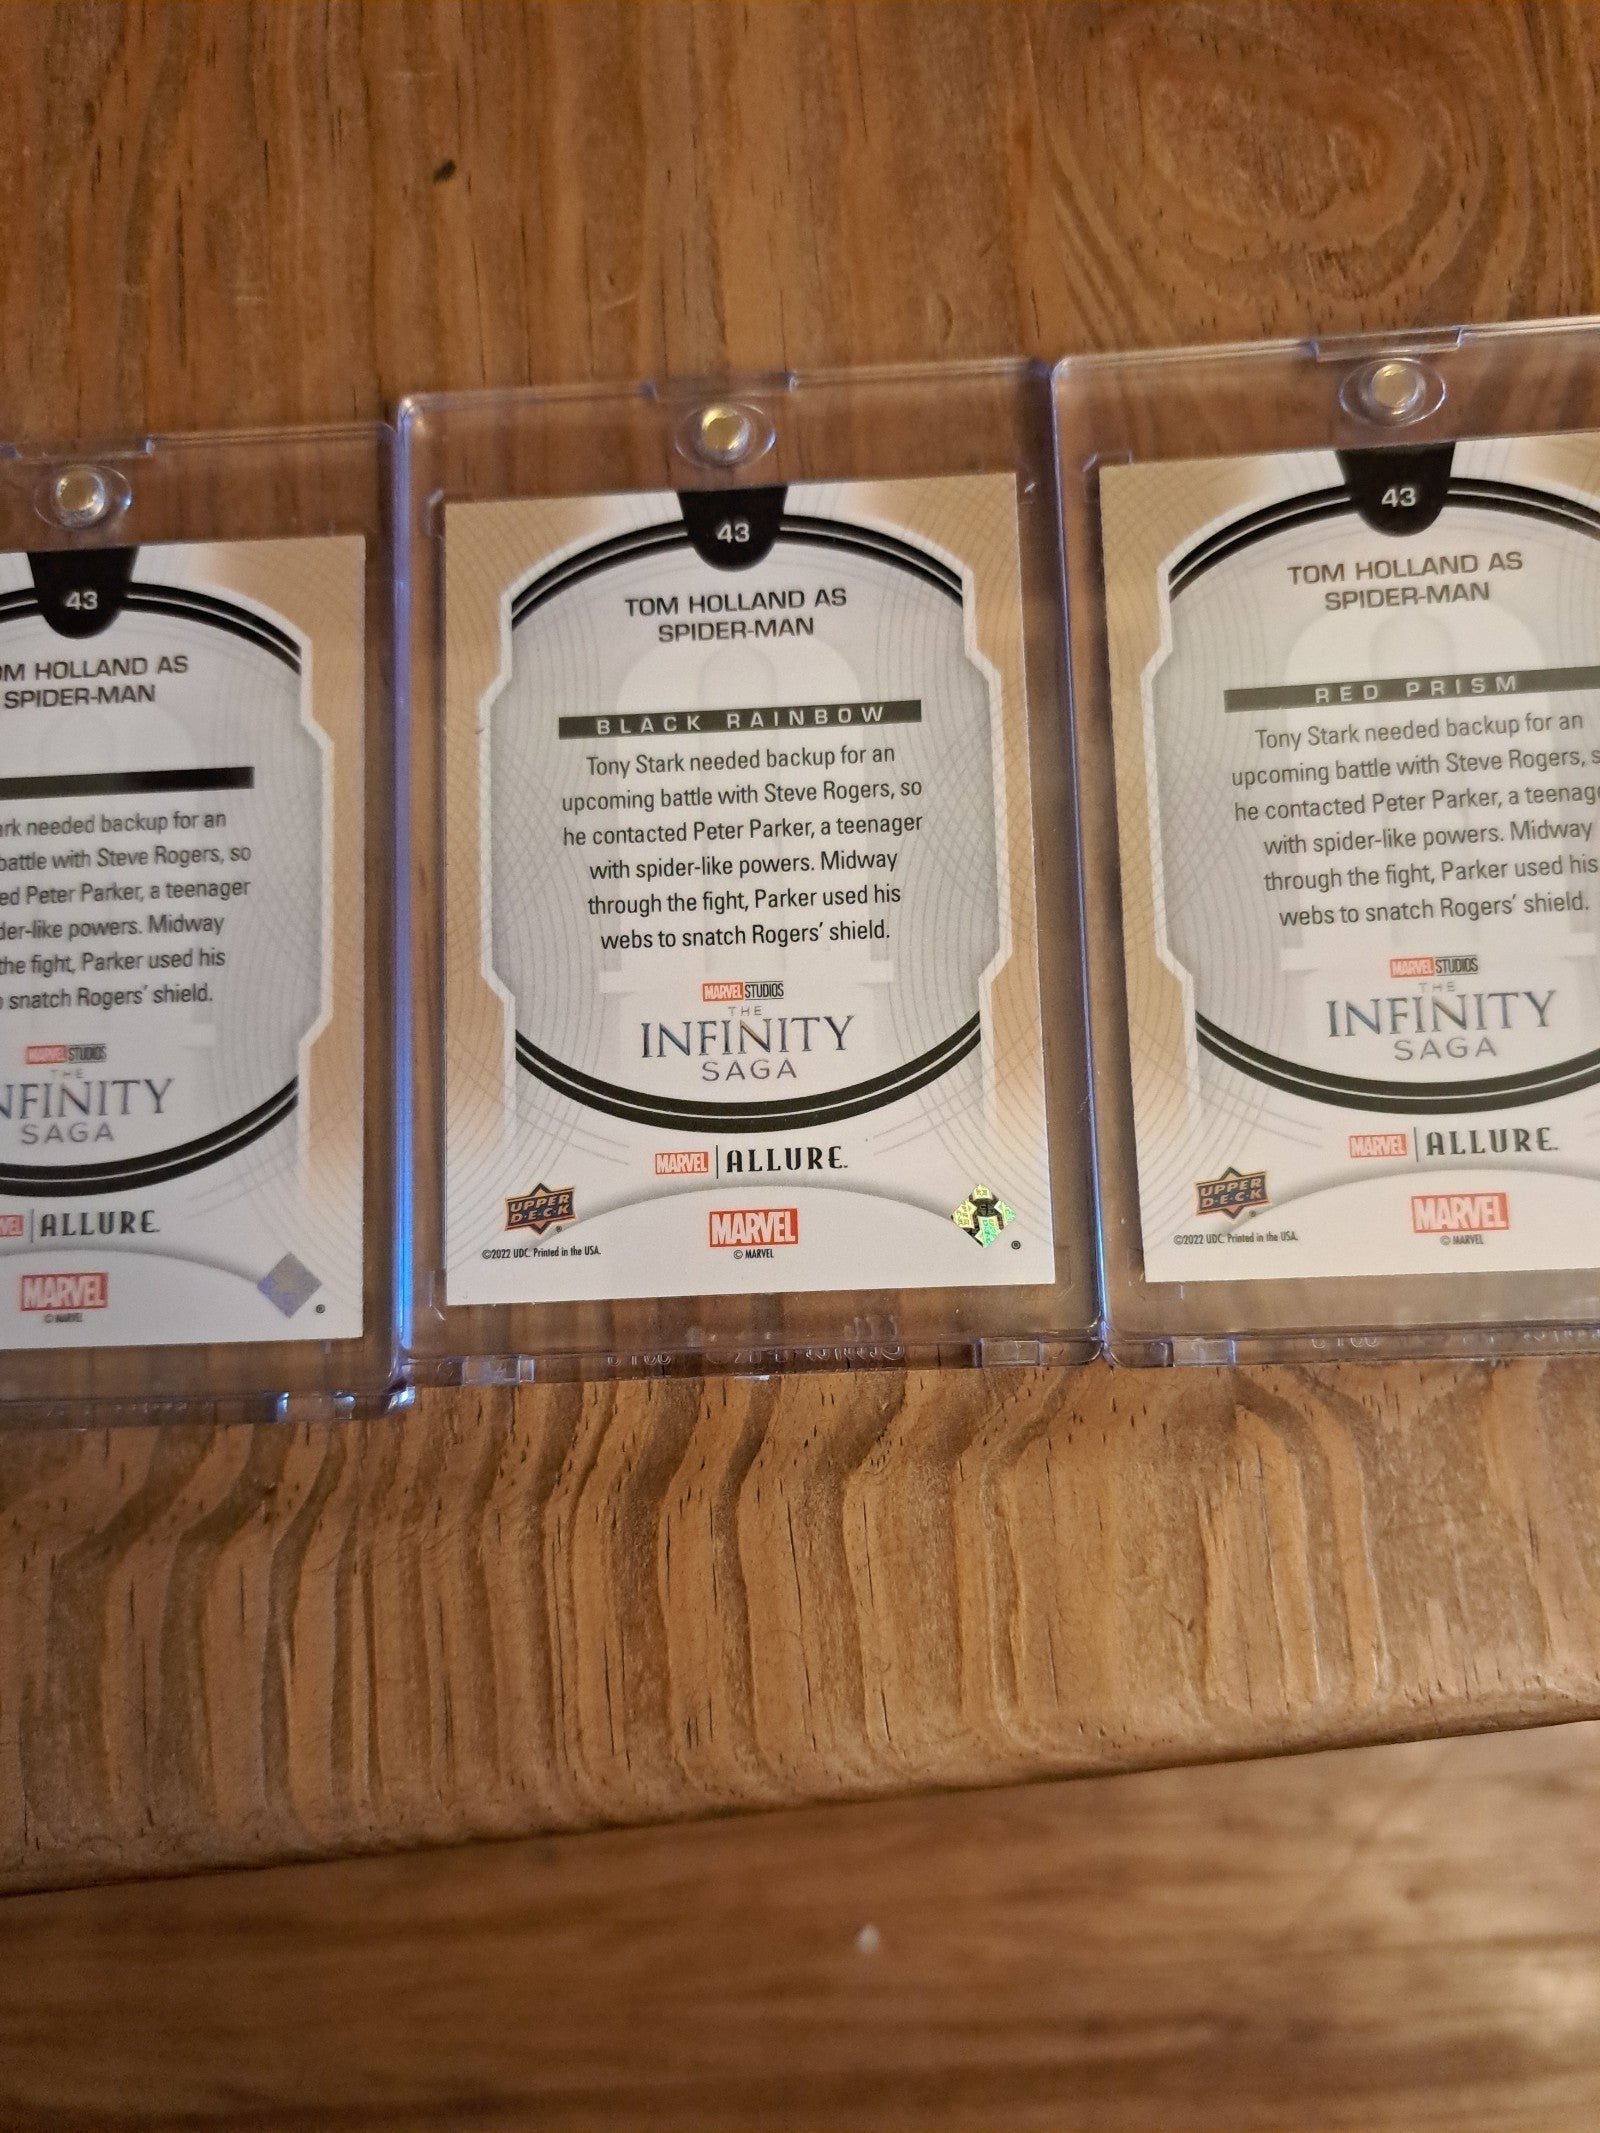 43
OM HOLLAND AS
SPIDER-MAN
ark needed backup for an
battle with Steve Rogers, so
ed Peter Parker, a teenager
der-like powers. Midway
the fight, Parker used his
snatch Rogers' shield.
MARVEL STUDIOS
THE
NFINITY
SAGA
ALLURE
MARVEL
© MARVEL
®
43
TOM HOLLAND AS
SPIDER-MAN
BLACK RAINBOW
Tony Stark needed backup for an
upcoming battle with Steve Rogers, so
he contacted Peter Parker, a teenager
with spider-like powers. Midway
through the fight, Parker used his
webs to snatch Rogers' shield.
MARVEL STUDIOS
THE
INFINITY
SAGA
MARVEL | ALLURE™
UPPER
D·E·C·K
®
©2022 UDC. Printed in the USA.
MARVEL
© MARVEL
®
43
TOM HOLLAND AS
SPIDER-MAN
RED PRISM
Tony Stark needed backup for an
upcoming battle with Steve Rogers, s
he contacted Peter Parker, a teenag
with spider-like powers. Midway
through the fight, Parker used his
webs to snatch Rogers' shield.
MARVEL STUDIOS
THE
INFINITY
SAGA
MARVEL | ALLURE™
UPPER
D·E·C·K
®
©2022 UDC. Printed in the USA.
MARVEL
© MARVEL